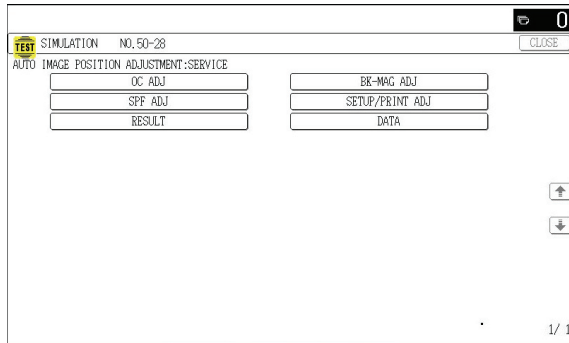 0
TEST SIMULATION NO.50-28 CLOSE
AUTO IMAGE POSITION ADJUSTMENT:SERVICE
OC ADJ BK-MAG ADJ
SPF ADJ SETUP/PRINT ADJ
RESULT DATA
1/ 1